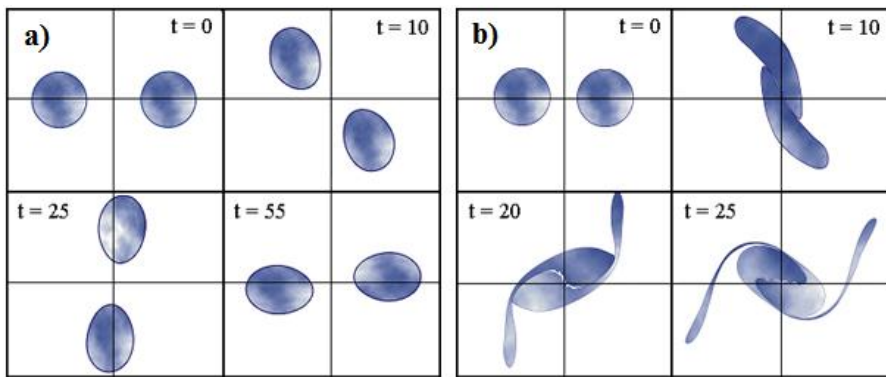 a)
t = 0
t = 10
t = 25
t = 55
b)
t = 0
t = 10
t = 20
t = 25